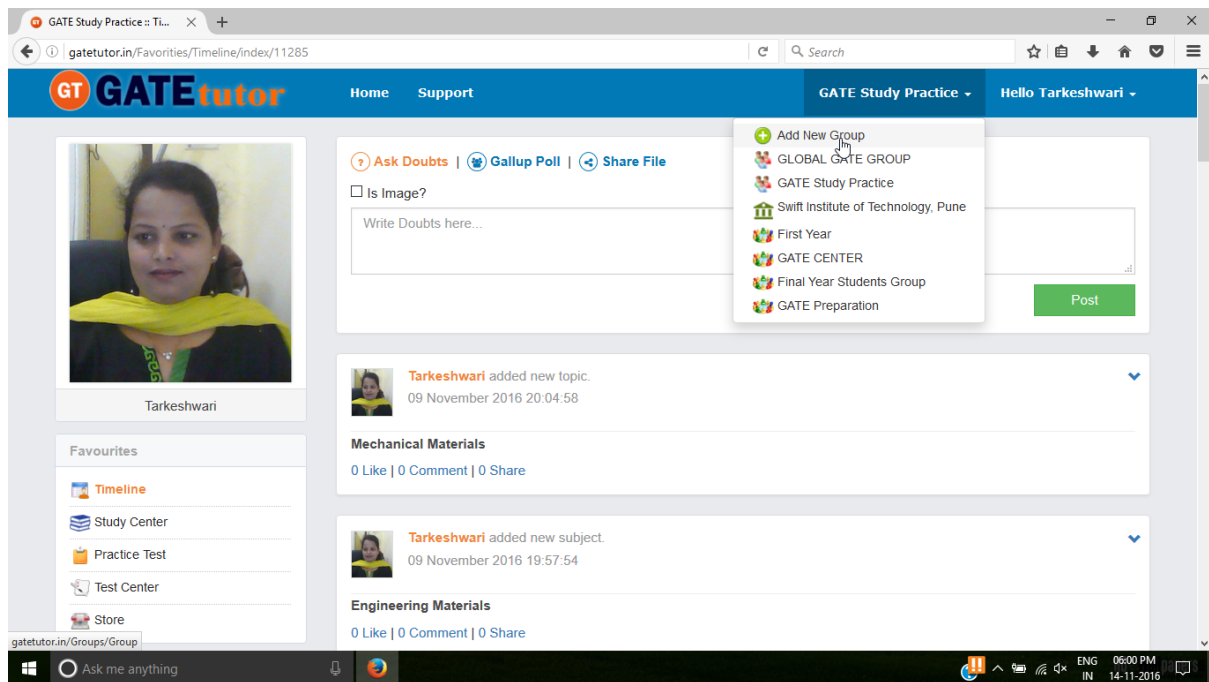 GATE Study Practice :: Ti...
gatetutor.in/Favorities/Timeline/index/11285
Search
GT GATEtutor
Home Support GATE Study Practice Hello Tarkeshwari
Add New Group
GLOBAL GATE GROUP
GATE Study Practice
Swift Institute of Technology, Pune
First Year
GATE CENTER
Final Year Students Group
GATE Preparation
? Ask Doubts | Gallup Poll | Share File
Is Image?
Write Doubts here...
Post
Tarkeshwari
Favourites
Timeline
Study Center
Practice Test
Test Center
Store
Tarkeshwari added new topic.
09 November 2016 20:04:58
Mechanical Materials
0 Like | 0 Comment | 0 Share
Tarkeshwari added new subject.
09 November 2016 19:57:54
Engineering Materials
0 Like | 0 Comment | 0 Share
gatetutor.in/Groups/Group
Ask me anything
ENG
IN
06:00 PM
14-11-2016